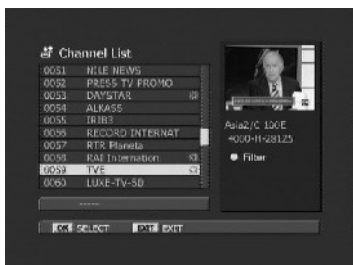 Channel List
0051 NILE NEWS
0052 PRESS TV PROMO
0053 DAYSTAR
0054 ALKASS
0055 IRIB3
0056 RECORD INTERNAT
0057 RTR Planeta
0058 RAI Internation
0059 TVE
0060 LUXE-TV-SD
Asia2/C 100E
4000-H-28125
Filter
-----
OK SELECT EXIT EXIT